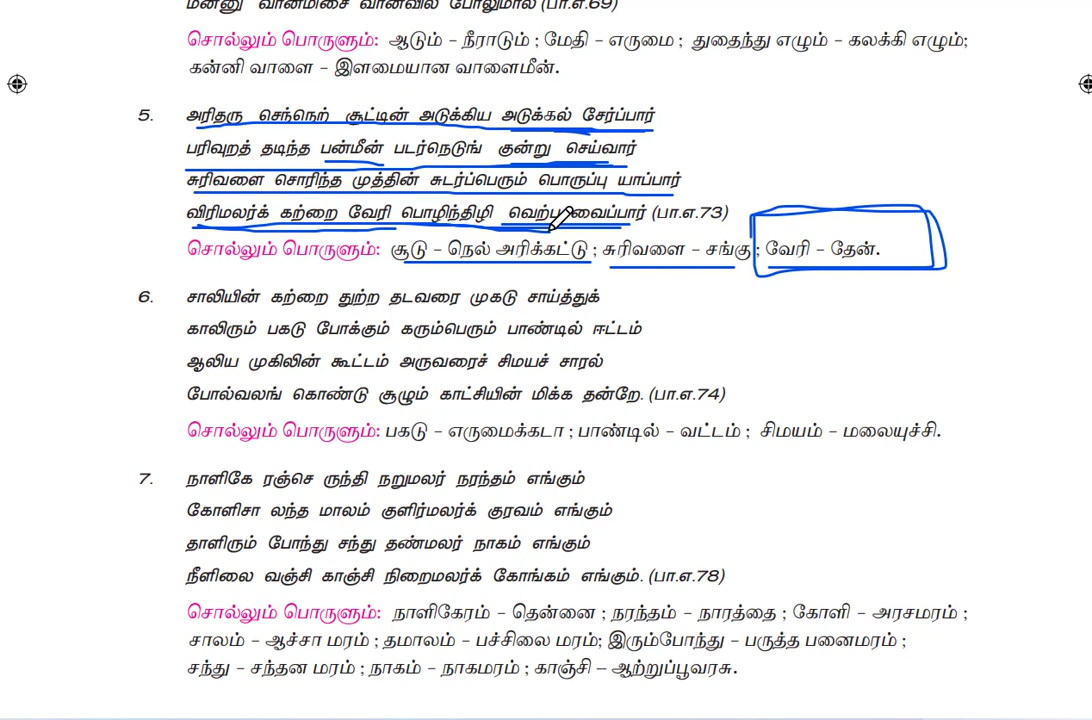 மன்னு வானமிசை வானவில் போலுமால் (பா.எ.69)
சொல்லும் பொருளும்: ஆடும் – நீராடும் ; மேதி – எருமை ; துதைந்து எழும் – கலக்கி எழும்;
கன்னி வாளை – இளமையான வாளைமீன்.
5. அரிதரு செந்நெற் சூட்டின் அடுக்கிய அடுக்கல் சேர்ப்பார்
பரிவுறத் தடிந்த பன்மீன் படர்நெடுங் குன்று செய்வார்
சுரிவளை சொரிந்த முத்தின் சுடர்ப்பெரும் பொருப்பு யாப்பார்
விரிமலர்க் கற்றை வேரி பொழிந்திழி வெற்பு வைப்பார் (பா.எ.73)
சொல்லும் பொருளும்: சூடு – நெல் அரிக்கட்டு ; சுரிவளை – சங்கு ; வேரி – தேன்.
6. சாலியின் கற்றை துற்ற தடவரை முகடு சாய்த்துக்
காலிரும் பகடு போக்கும் கரும்பெரும் பாண்டில் ஈட்டம்
ஆலிய முகிலின் கூட்டம் அருவரைச் சிமயச் சாரல்
போல்வலங் கொண்டு சூழும் காட்சியின் மிக்க தன்றே. (பா.எ.74)
சொல்லும் பொருளும்: பகடு – எருமைக்கடா ; பாண்டில் – வட்டம் ; சிமயம் – மலையுச்சி.
7. நாளிகே ரஞ்செ ருந்தி நறுமலர் நரந்தம் எங்கும்
கோளிசா லந்த மாலம் குளிர்மலர்க் குரவம் எங்கும்
தாளிரும் போந்து சந்து தண்மலர் நாகம் எங்கும்
நீளிலை வஞ்சி காஞ்சி நிறைமலர்க் கோங்கம் எங்கும். (பா.எ.78)
சொல்லும் பொருளும்: நாளிகேரம் – தென்னை ; நரந்தம் – நாரத்தை ; கோளி – அரசமரம் ;
சாலம் – ஆச்சா மரம் ; தமாலம் – பச்சிலை மரம்; இரும்போந்து – பருத்த பனைமரம் ;
சந்து – சந்தன மரம் ; நாகம் – நாகமரம் ; காஞ்சி – ஆற்றுப்பூவரசு.